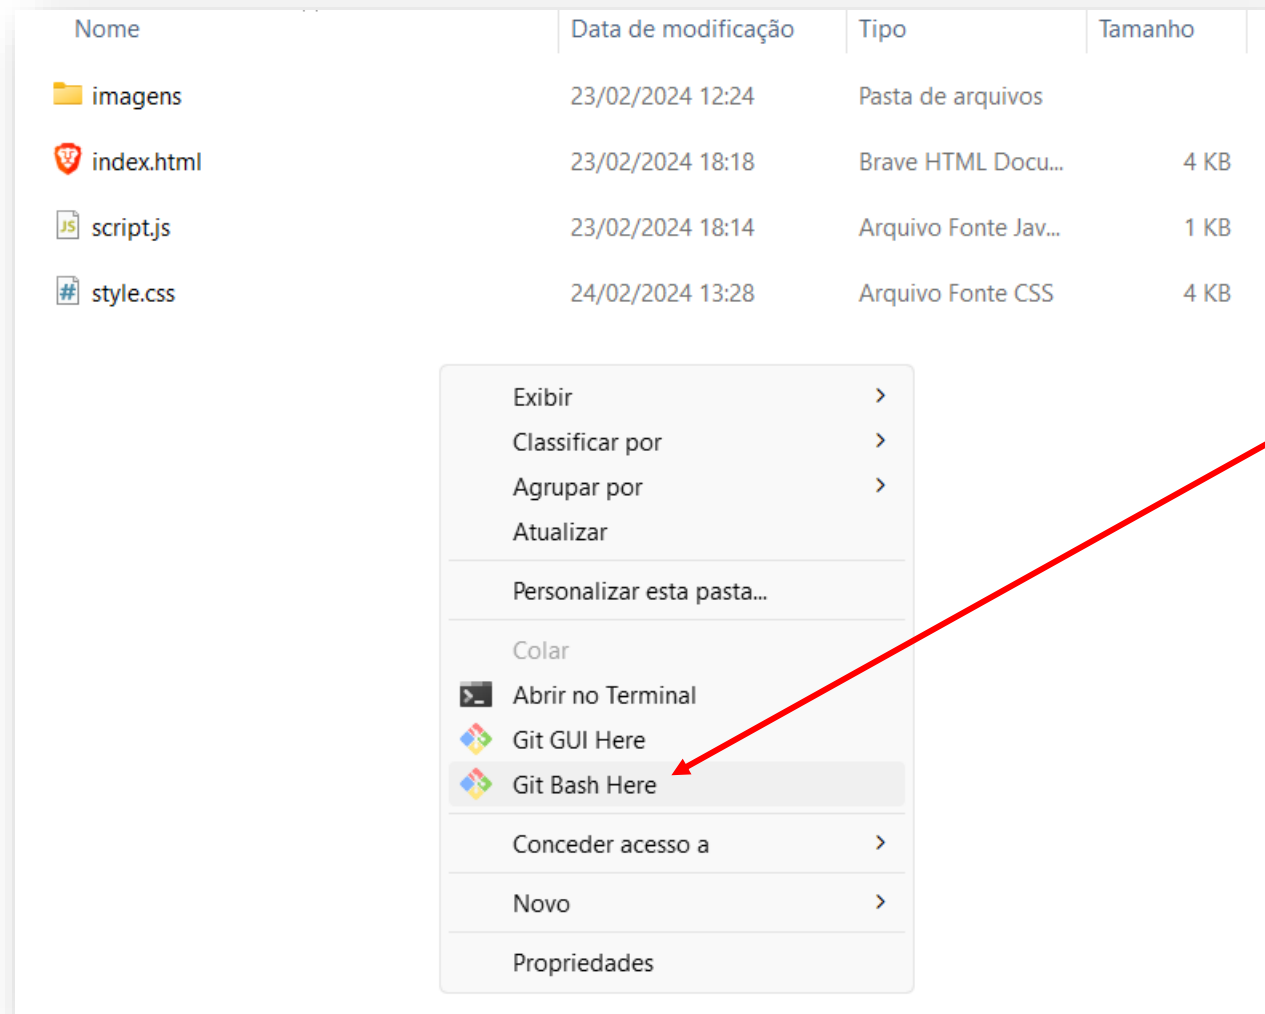 Nome Data de modificação Tipo Tamanho
imagens 23/02/2024 12:24 Pasta de arquivos
index.html 23/02/2024 18:18 Brave HTML Docu... 4 KB
JS script.js 23/02/2024 18:14 Arquivo Fonte Jav... 1 KB
# style.css 24/02/2024 13:28 Arquivo Fonte CSS 4 KB
Exibir
Classificar por
Agrupar por
Atualizar
Personalizar esta pasta...
Colar
Abrir no Terminal
Git GUI Here
Git Bash Here
Conceder acesso a
Novo
Propriedades